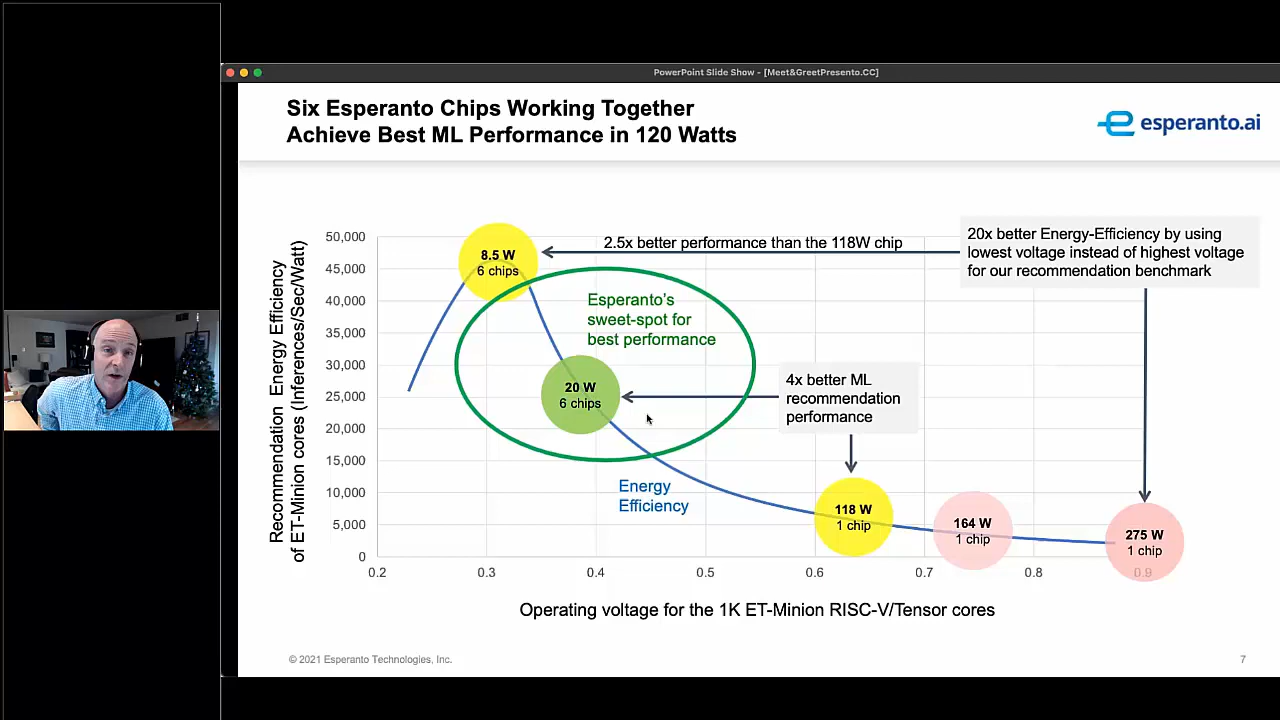 PowerPoint Slide Show - [Meet&GreetPresento.CC]
Six Esperanto Chips Working Together
Achieve Best ML Performance in 120 Watts
esperanto.ai
Recommendation Energy Efficiency
of ET-Minion cores (Inferences/Sec/Watt)
50,000
45,000
40,000
35,000
30,000
25,000
20,000
15,000
10,000
5,000
0
0.2
0.3
0.4
0.5
0.6
0.7
0.8
0.9
8.5 W
6 chips
2.5x better performance than the 118W chip
20x better Energy-Efficiency by using
lowest voltage instead of highest voltage
for our recommendation benchmark
Esperanto's
sweet-spot for
best performance
20 W
6 chips
4x better ML
recommendation
performance
Energy
Efficiency
118 W
1 chip
164 W
1 chip
275 W
1 chip
Operating voltage for the 1K ET-Minion RISC-V/Tensor cores
© 2021 Esperanto Technologies, Inc.
7